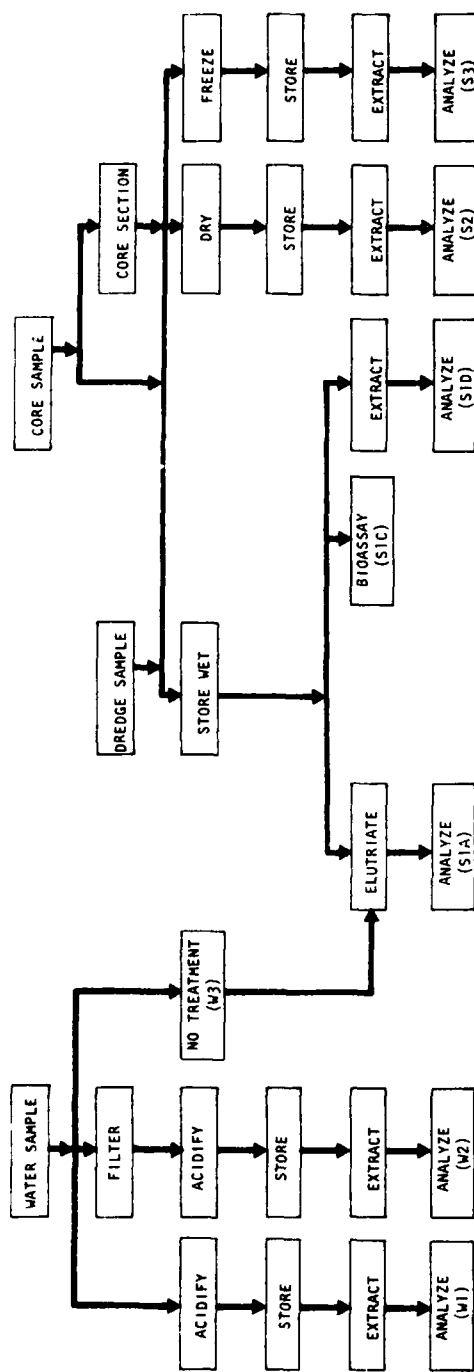 WATER SAMPLE
FILTER
ACIDIFY
ACIDIFY
NO TREATMENT
(W3)
STORE
STORE
EXTRACT
EXTRACT
ANALYZE
(W1)
ANALYZE
(W2)
DREDGE SAMPLE
STORE WET
ELUTRIATE
ANALYZE
(S1A)
BIOASSAY
(S1C)
EXTRACT
ANALYZE
(S1D)
CORE SAMPLE
CORE SECTION
DRY
FREEZE
STORE
STORE
EXTRACT
EXTRACT
ANALYZE
(S2)
ANALYZE
(S3)